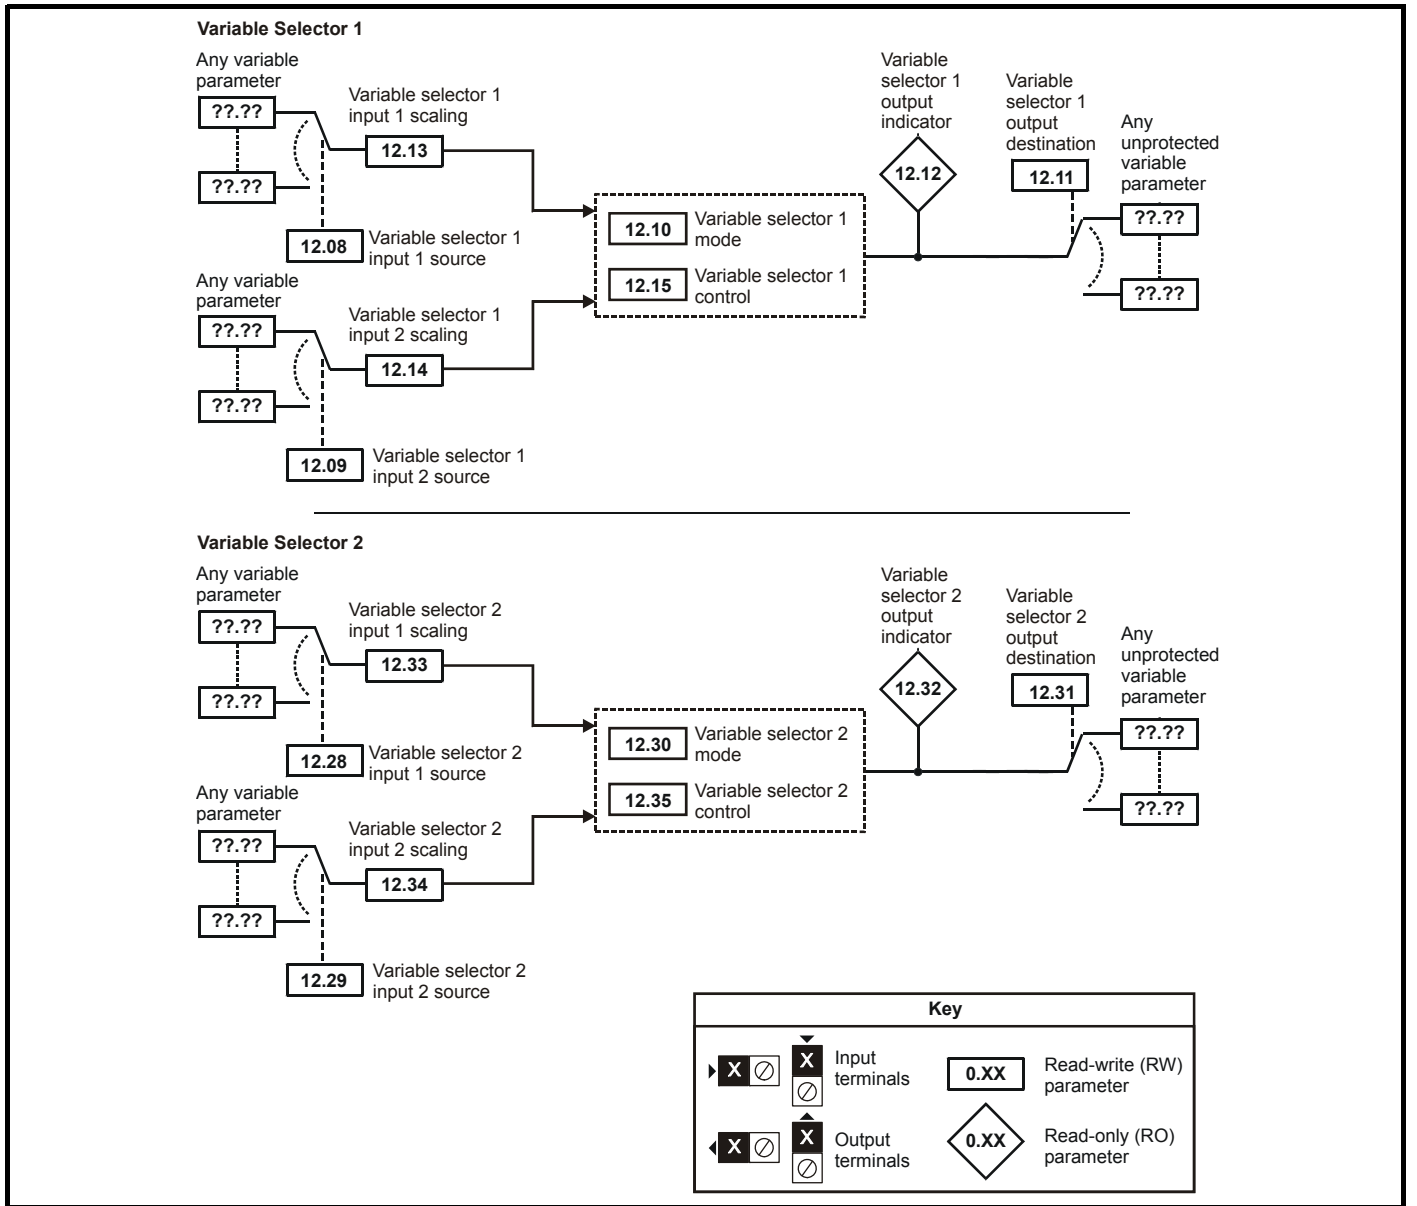 Variable Selector 1
Any variable
parameter
??.??
??.??
Variable selector 1
input 1 scaling
12.13
12.08
Variable selector 1
input 1 source
Any variable
parameter
??.??
??.??
Variable selector 1
input 2 scaling
12.14
12.09
Variable selector 1
input 2 source
12.10
Variable selector 1
mode
12.15
Variable selector 1
control
Variable
selector 1
output
indicator
12.12
Variable
selector 1
output
destination
12.11
Any
unprotected
variable
parameter
??.??
??.??
Variable Selector 2
Any variable
parameter
??.??
??.??
Variable selector 2
input 1 scaling
12.33
12.28
Variable selector 2
input 1 source
Any variable
parameter
??.??
??.??
Variable selector 2
input 2 scaling
12.34
12.29
Variable selector 2
input 2 source
12.30
Variable selector 2
mode
12.35
Variable selector 2
control
Variable
selector 2
output
indicator
12.32
Variable
selector 2
output
destination
12.31
Any
unprotected
variable
parameter
??.??
??.??
Key
X
X
Input
terminals
0.XX
Read-write (RW)
parameter
X
X
Output
terminals
0.XX
Read-only (RO)
parameter